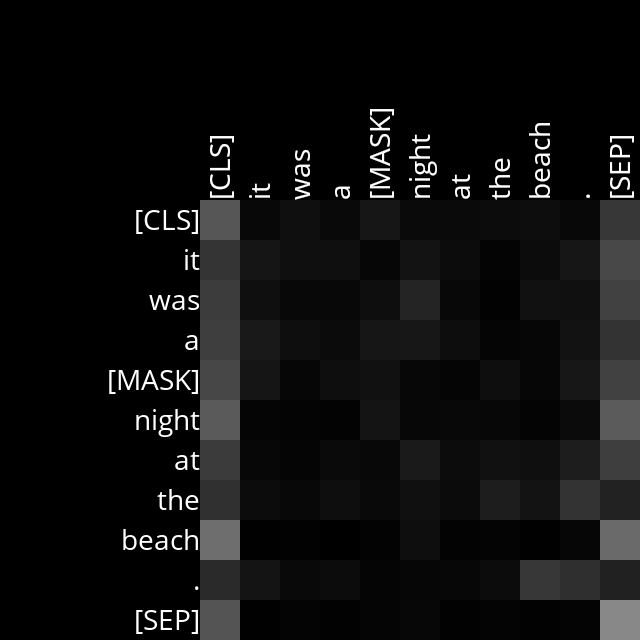 [CLS] it was a [MASK] night at the beach . [SEP]
[CLS]
it
was
a
[MASK]
night
at
the
beach
.
[SEP]